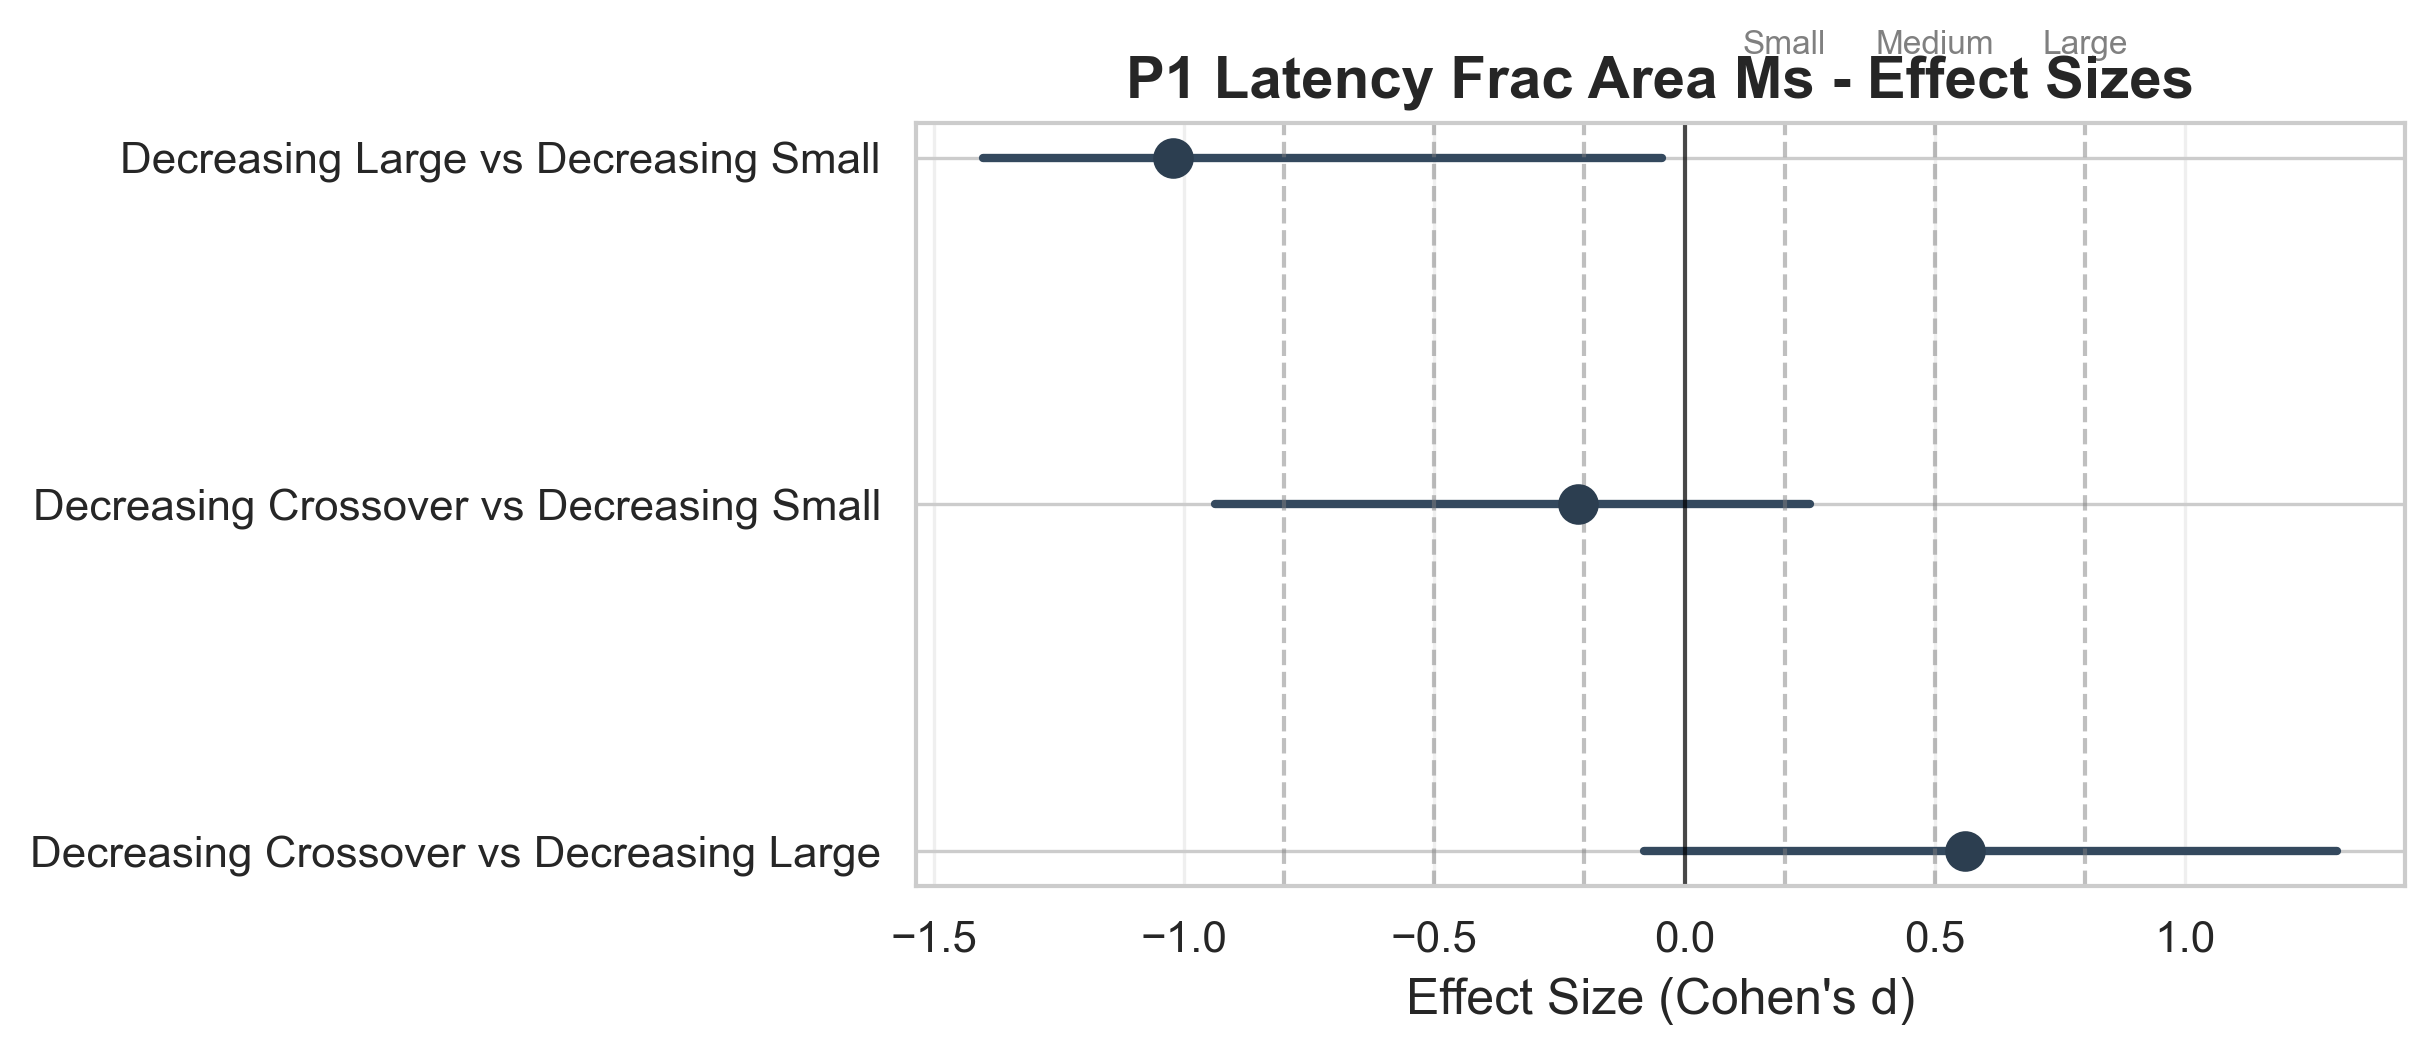 Small Medium Large
P1 Latency Frac Area Ms - Effect Sizes
Decreasing Large vs Decreasing Small
Decreasing Crossover vs Decreasing Small
Decreasing Crossover vs Decreasing Large
−1.5 −1.0 −0.5 0.0 0.5 1.0
Effect Size (Cohen's d)